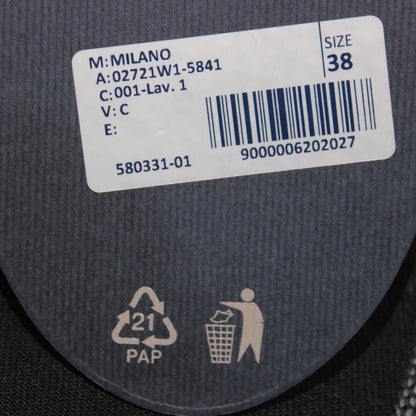 M: MILANO
A: 02721W1-5841
C: 001-Lav. 1
V: C
E:
580331-01
SIZE
38
9000006202027
21
PAP